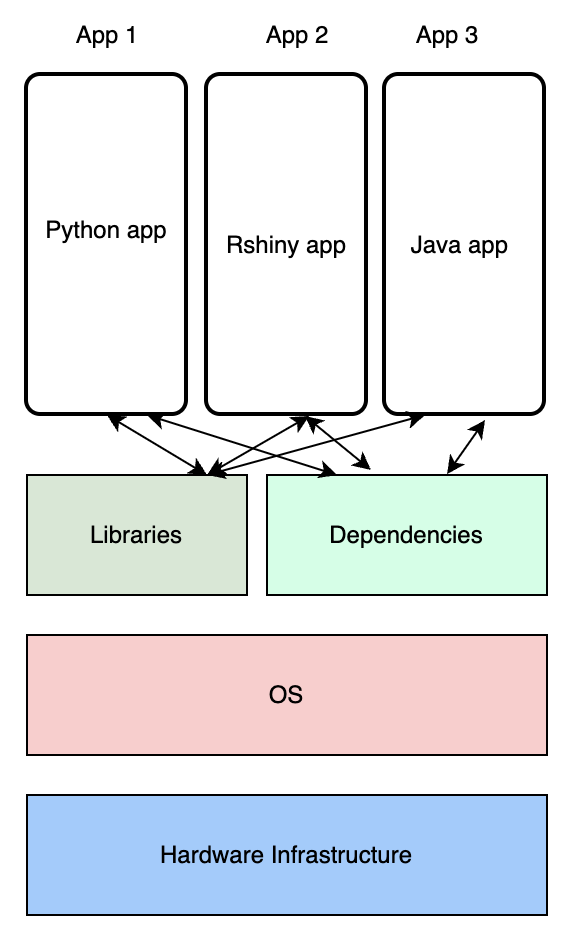 App 1
App 2
App 3
Python app
Rshiny app
Java app
Libraries
Dependencies
OS
Hardware Infrastructure